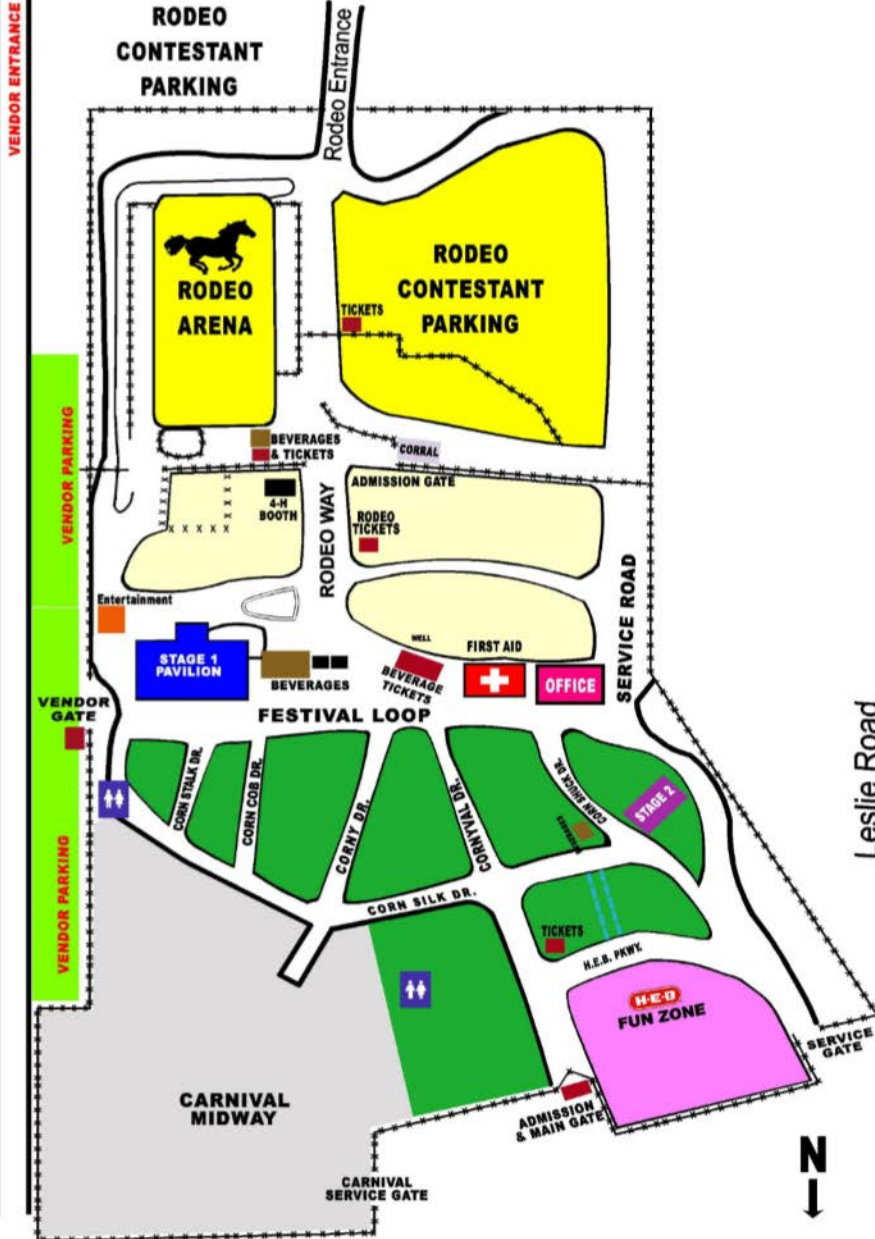 VENDOR ENTRANCE
RODEO
CONTESTANT
PARKING
Rodeo Entrance
RODEO
ARENA
RODEO
CONTESTANT
PARKING
TICKETS
BEVERAGES
& TICKETS
CORRAL
VENDOR PARKING
4-H
BOOTH
RODEO WAY
ADMISSION GATE
RODEO
TICKETS
SERVICE ROAD
Entertainment
STAGE 1
PAVILION
BEVERAGES
WELL
BEVERAGE
TICKETS
FIRST AID
OFFICE
VENDOR
GATE
FESTIVAL LOOP
Leslie Road
CORN STALK DR.
CORN COB DR.
CORNY DR.
CORNYVAL DR.
CORN SHUCK DR.
BEVERAGES
STAGE 2
VENDOR PARKING
CORN SILK DR.
TICKETS
H.E.B. PKWY.
H-E-B
FUN ZONE
SERVICE
GATE
CARNIVAL
MIDWAY
ADMISSION
& MAIN GATE
CARNIVAL
SERVICE GATE
N